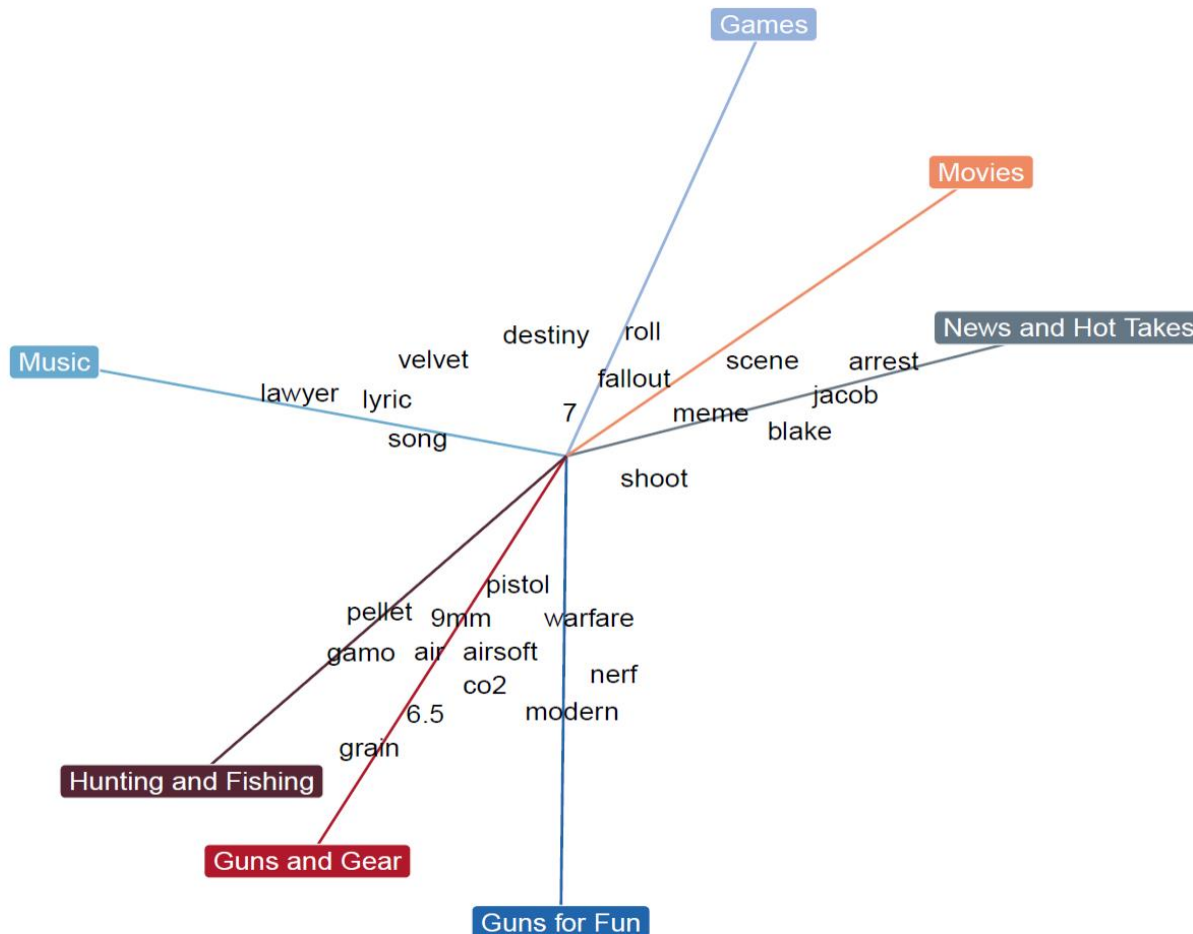 Games
Movies
News and Hot Takes
destiny
roll
velvet
scene
arrest
Music
fallout
lawyer
lyric
jacob
7
meme
song
blake
shoot
pistol
pellet
9mm
warfare
gamo
air
airsoft
nerf
co2
6.5
modern
grain
Hunting and Fishing
Guns and Gear
Guns for Fun